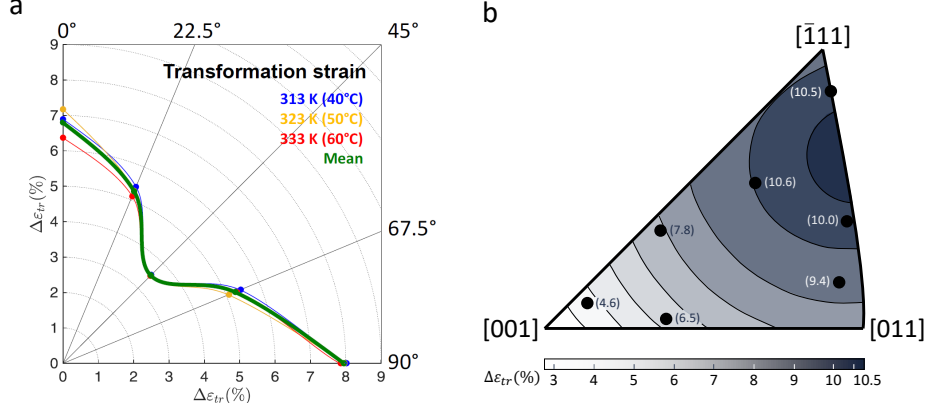 a
0° 22.5° 45°
Transformation strain
313 K (40°C)
323 K (50°C)
333 K (60°C)
Mean
67.5°
90°
9
8
7
6
5
4
3
2
1
0
Δε_tr(%)
0 1 2 3 4 5 6 7 8 9
Δε_tr(%)
b
[1̄11]
(10.5)
(10.6)
(10.0)
(7.8)
(9.4)
(4.6)
(6.5)
[001] [011]
Δε_tr(%) 3 4 5 6 7 8 9 10 10.5